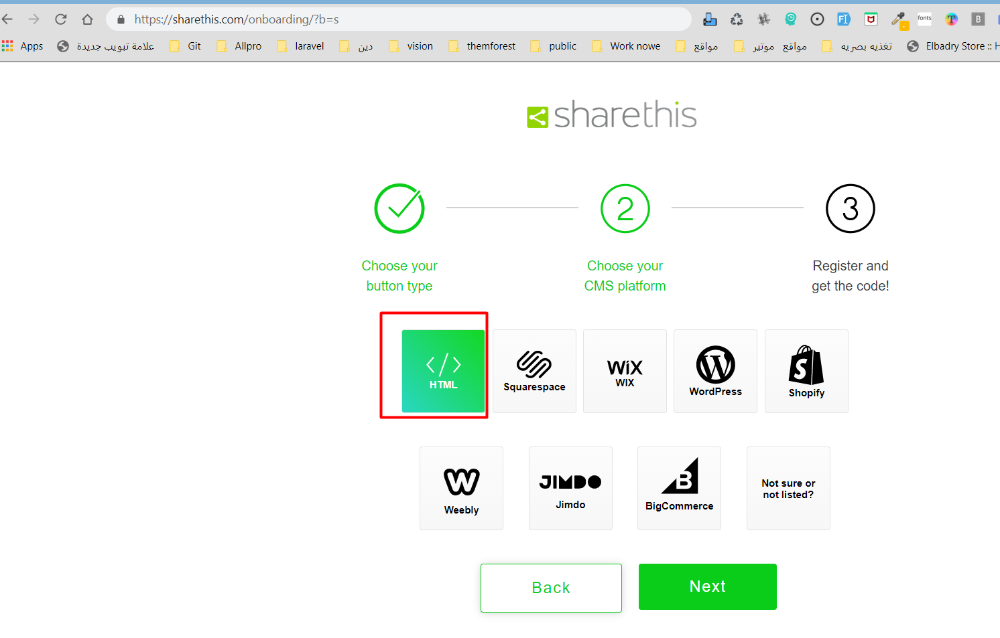 https://sharethis.com/onboarding/?b=s
Apps علامة تبويب جديدة Git Allpro laravel دين vision themforest public Work nowe مواقع مواقع موتير تغذيه بصريه Elbadry Store :: H
fonts
sharethis
2
3
Choose your
button type
Choose your
CMS platform
Register and
get the code!
</>
HTML
Squarespace
WiX
WIX
WordPress
Shopify
Weebly
JIMDO
Jimdo
B
BigCommerce
Not sure or
not listed?
Back
Next